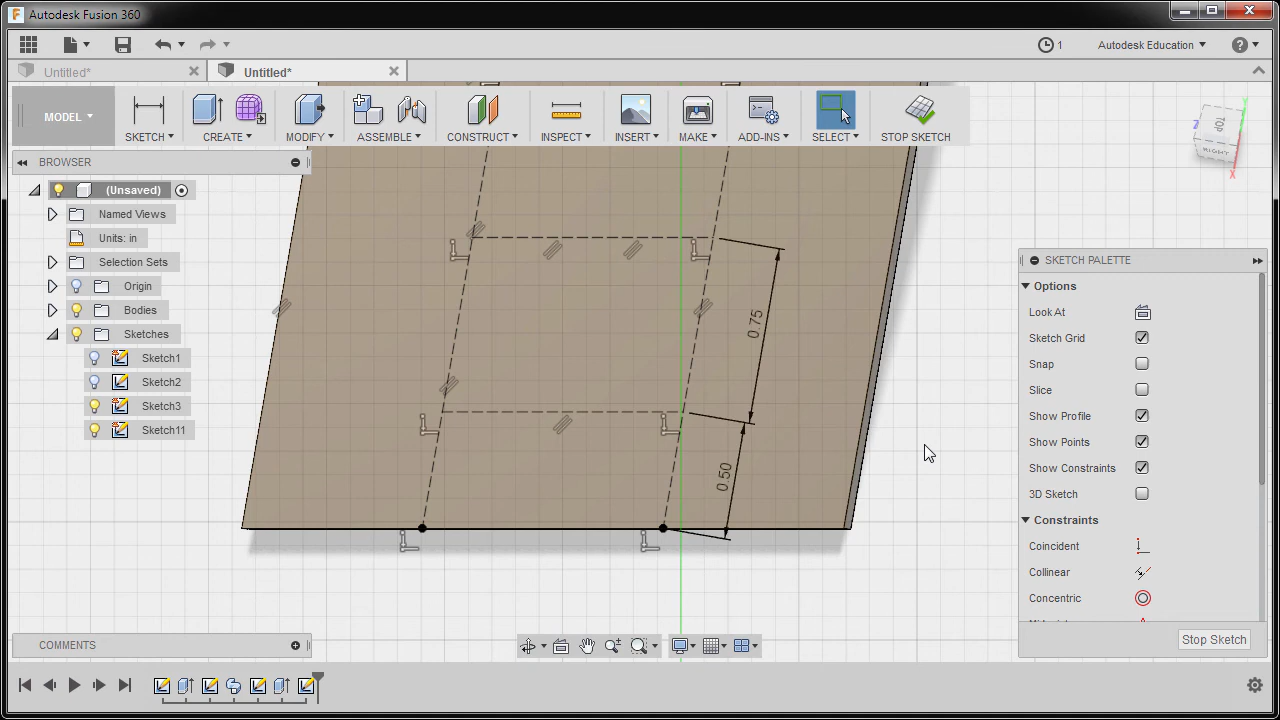 Autodesk Fusion 360
1 Autodesk Education
Untitled* Untitled*
MODEL SKETCH CREATE MODIFY ASSEMBLE CONSTRUCT INSPECT INSERT MAKE ADD-INS SELECT STOP SKETCH
TOP
RIGHT
Z
Y
X
BROWSER
(Unsaved)
Named Views
Units: in
Selection Sets
Origin
Bodies
Sketches
Sketch1
Sketch2
Sketch3
Sketch11
0.75
0.50
SKETCH PALETTE
Options
Look At
Sketch Grid
Snap
Slice
Show Profile
Show Points
Show Constraints
3D Sketch
Constraints
Coincident
Collinear
Concentric
Stop Sketch
COMMENTS